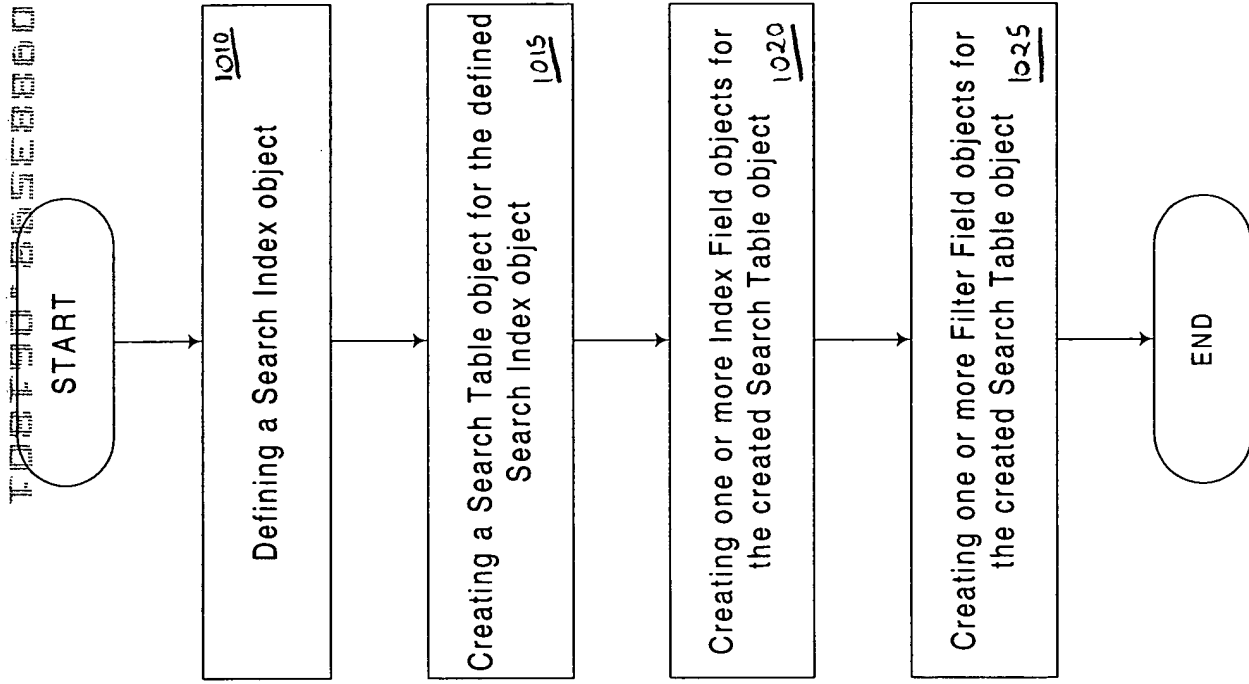 START
1010
Defining a Search Index object
Creating a Search Table object for the defined
Search Index object
1015
Creating one or more Index Field objects for
the created Search Table object
1020
Creating one or more Filter Field objects for
the created Search Table object
1025
END